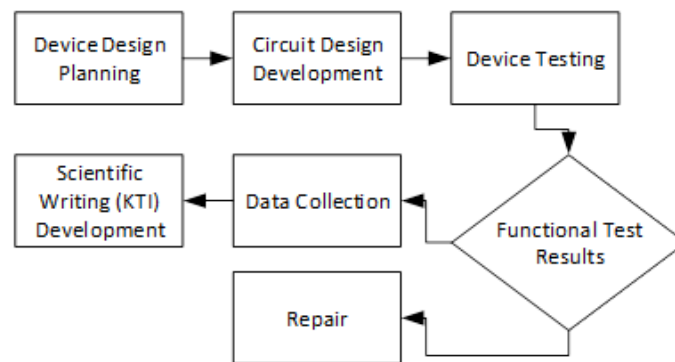 Device Design
Planning
Circuit Design
Development
Device Testing
Scientific
Writing (KTI)
Development
Data Collection
Functional Test
Results
Repair